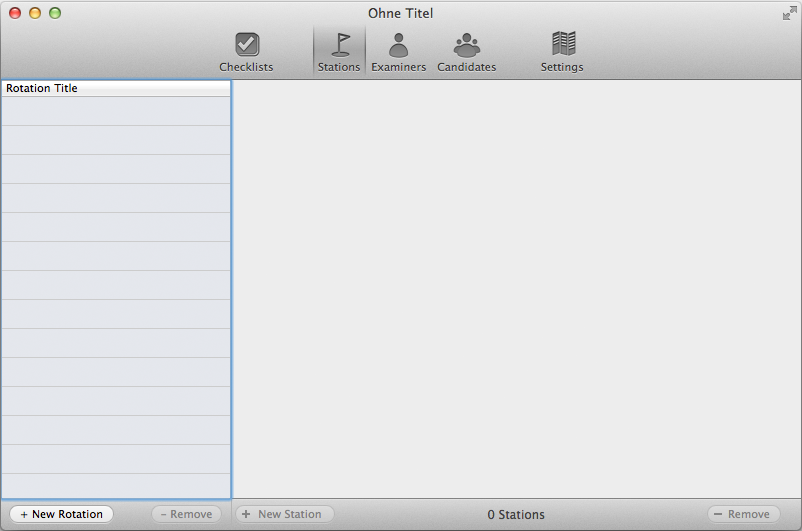 Ohne Titel
Checklists
Stations
Examiners
Candidates
Settings
Rotation Title
+ New Rotation
- Remove
+ New Station
0 Stations
- Remove